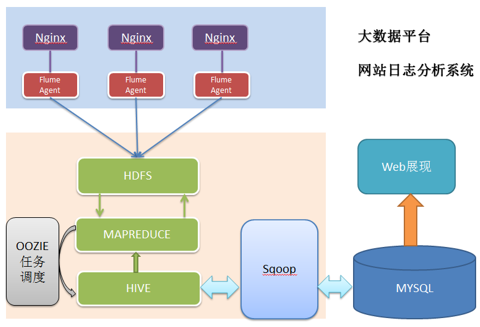 Nginx
Nginx
Nginx
大数据平台
网站日志分析系统
Flume
Agent
Flume
Agent
Flume
Agent
HDFS
Web展现
MAPREDUCE
OOZIE
任务
调度
Sqoop
HIVE
MYSQL